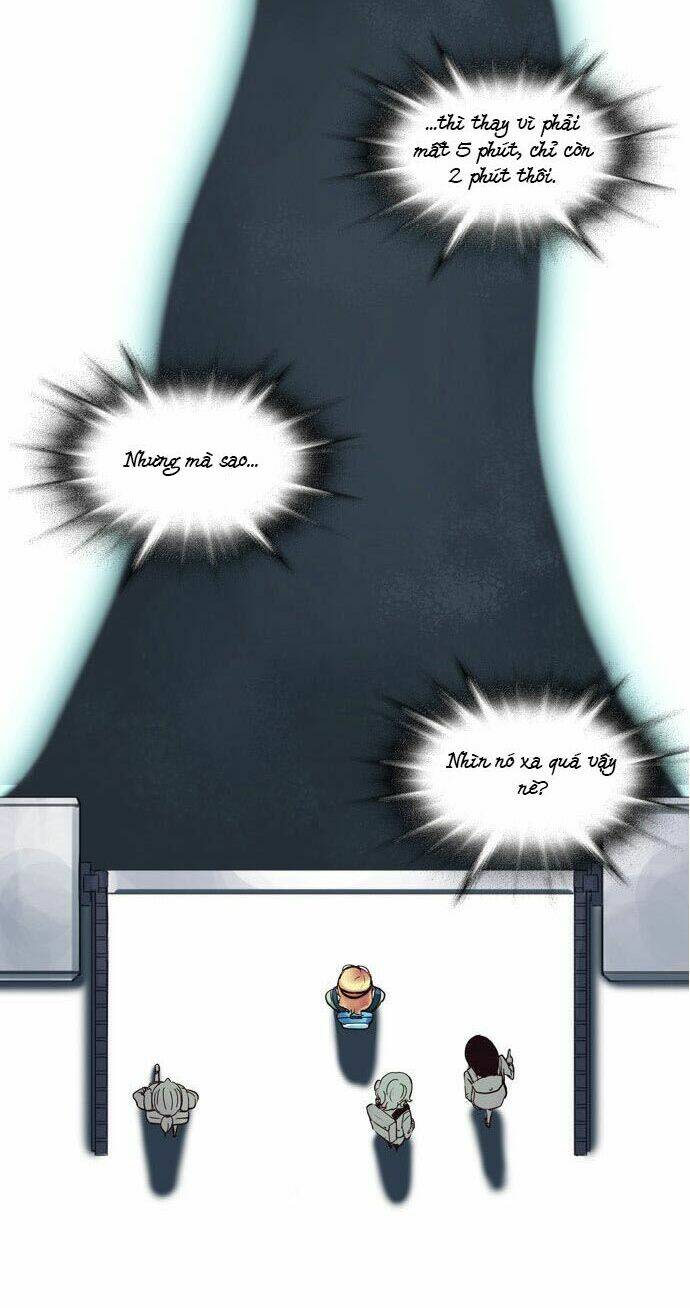 ...thì thay vì phải
mất 5 phút, chỉ còn
2 phút thôi.
Nhưng mà sao...
Nhìn nó xa quá vậy
nè?